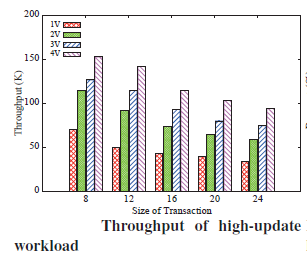 200
150
100
50
0
Throughput (K)
1V
2V
3V
4V
8 12 16 20 24
Size of Transaction
Throughput of high-update
workload